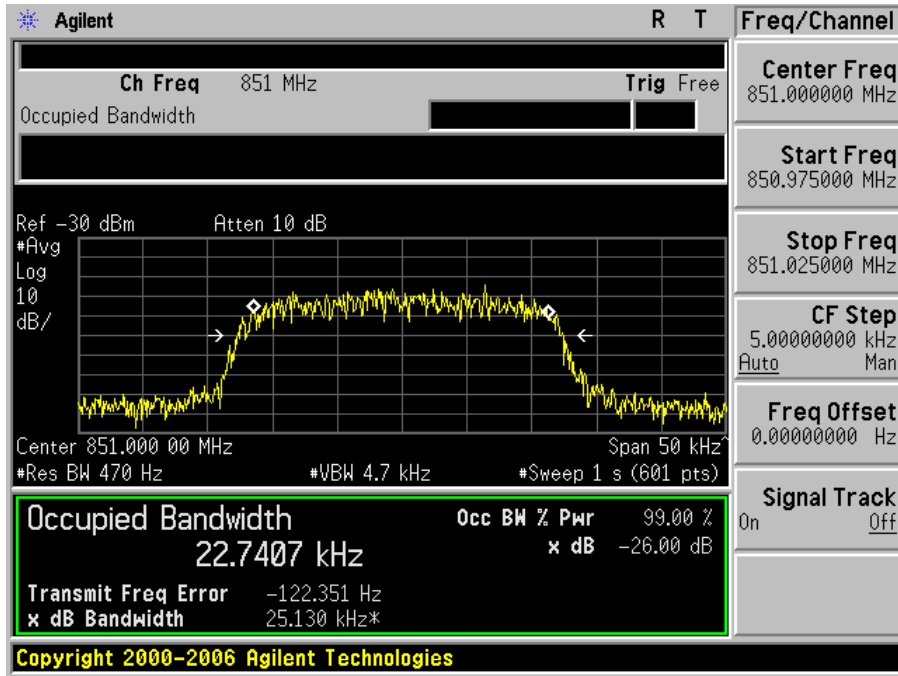 Agilent R T
Ch Freq 851 MHz Trig Free
Occupied Bandwidth
Ref -30 dBm Atten 10 dB
#Avg
Log
10
dB/
Center 851.000 00 MHz Span 50 kHz^
#Res BW 470 Hz #VBW 4.7 kHz #Sweep 1 s (601 pts)
Occupied Bandwidth Occ BW % Pwr 99.00 %
22.7407 kHz x dB -26.00 dB
Transmit Freq Error -122.351 Hz
x dB Bandwidth 25.130 kHz*
Copyright 2000-2006 Agilent Technologies
Freq/Channel
Center Freq
851.000000 MHz
Start Freq
850.975000 MHz
Stop Freq
851.025000 MHz
CF Step
5.00000000 kHz
Auto Man
Freq Offset
0.00000000 Hz
Signal Track
On Off